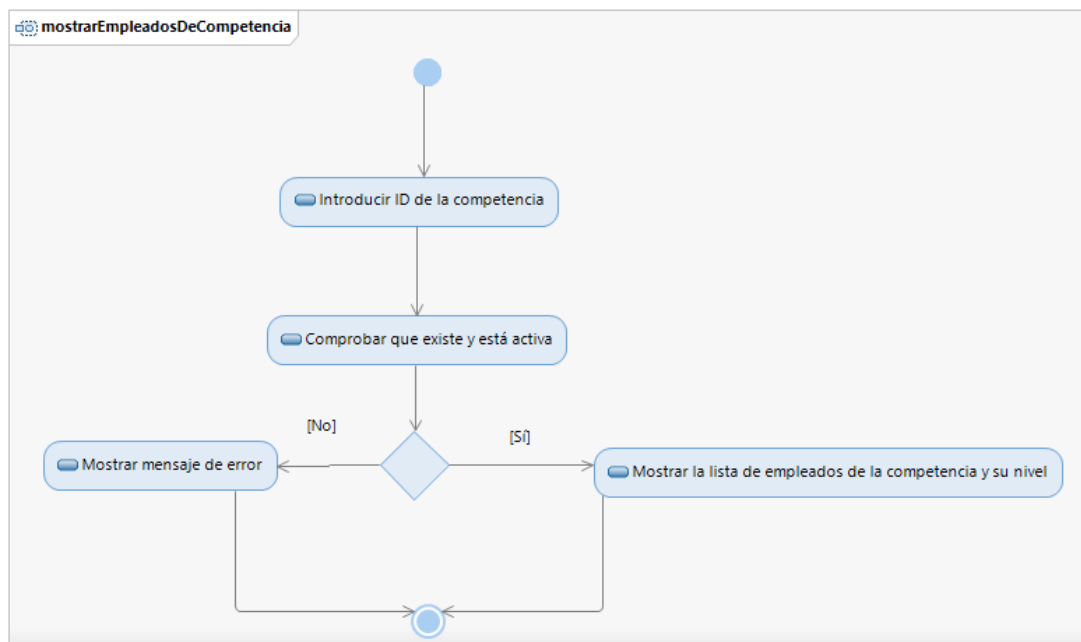 mostrarEmpleadosDeCompetencia
Introducir ID de la competencia
Comprobar que existe y está activa
[No]
[Sí]
Mostrar mensaje de error
Mostrar la lista de empleados de la competencia y su nivel